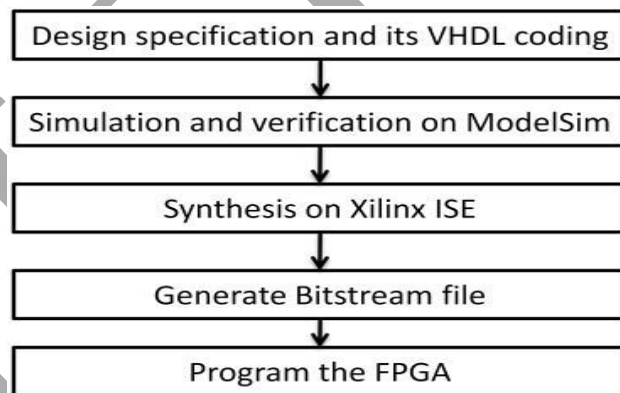 Design specification and its VHDL coding
Simulation and verification on ModelSim
Synthesis on Xilinx ISE
Generate Bitstream file
Program the FPGA